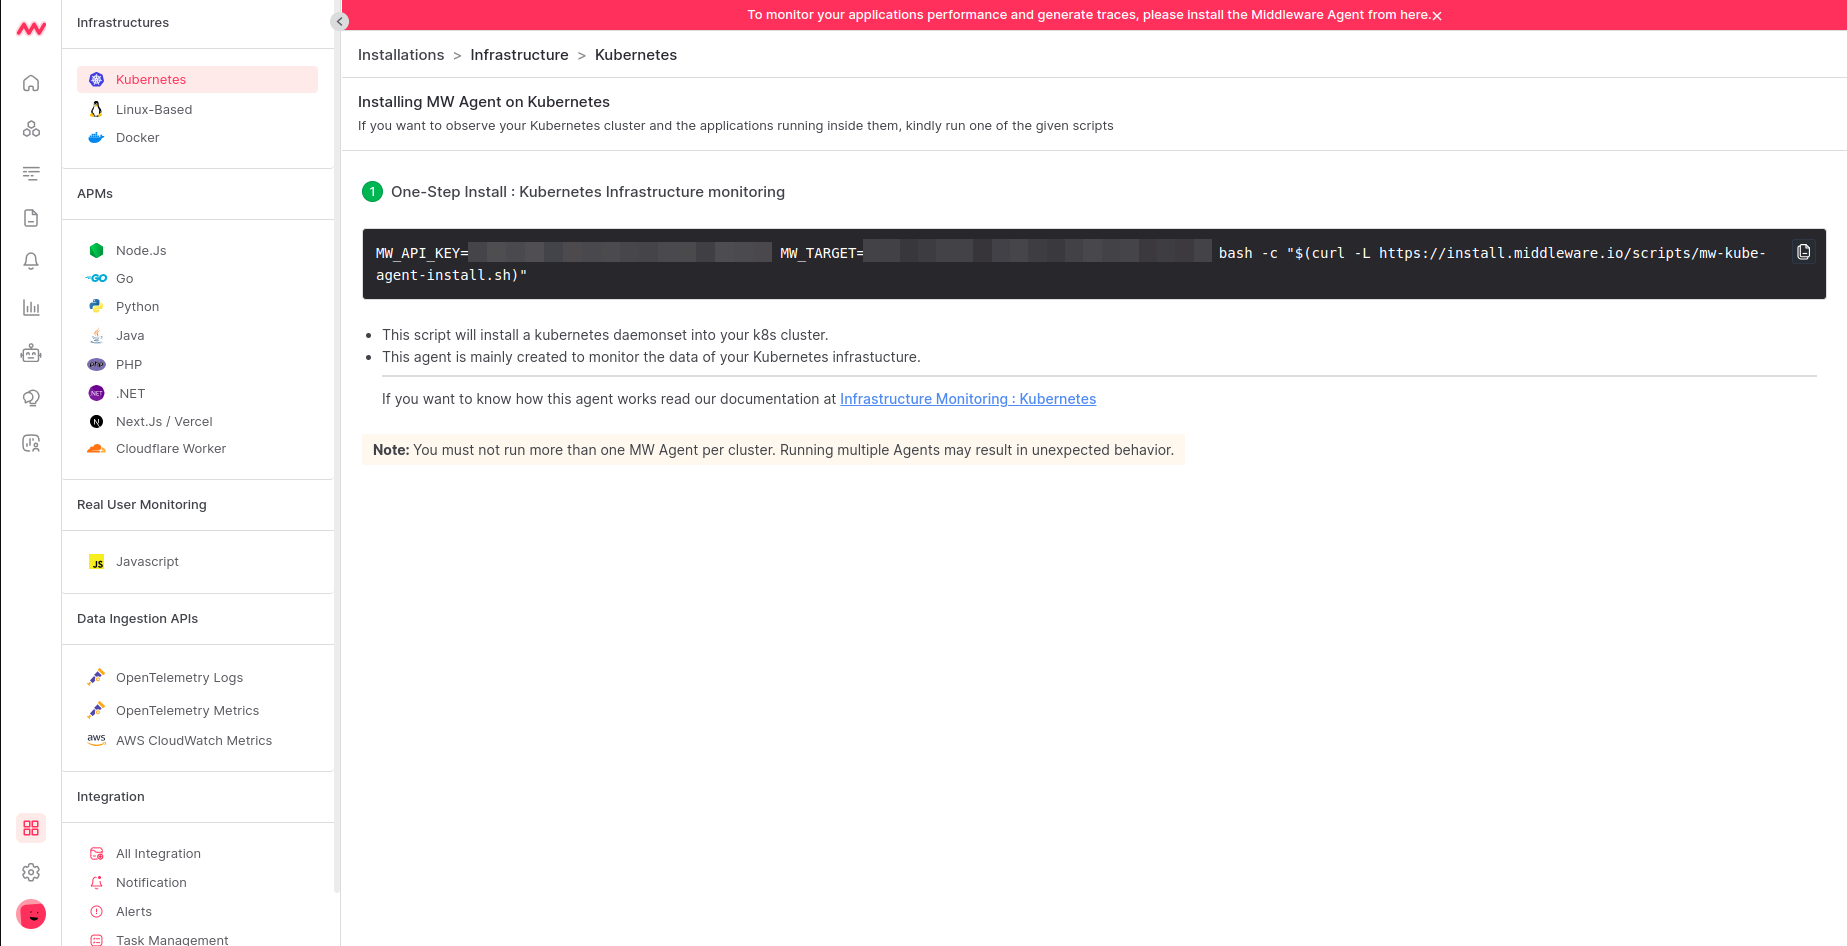 Infrastructures
Kubernetes
Linux-Based
Docker
APMs
Node.Js
Go
Python
Java
PHP
.NET
Next.Js / Vercel
Cloudflare Worker
Real User Monitoring
Javascript
Data Ingestion APIs
OpenTelemetry Logs
OpenTelemetry Metrics
aws AWS CloudWatch Metrics
Integration
All Integration
Notification
Alerts
Task Management
To monitor your applications performance and generate traces, please install the Middleware Agent from here.
Installations > Infrastructure > Kubernetes
Installing MW Agent on Kubernetes
If you want to observe your Kubernetes cluster and the applications running inside them, kindly run one of the given scripts
1 One-Step Install : Kubernetes Infrastructure monitoring
MW_API_KEY= MW_TARGET= bash -c "$(curl -L https://install.middleware.io/scripts/mw-kube-
agent-install.sh)"
This script will install a kubernetes daemonset into your k8s cluster.
This agent is mainly created to monitor the data of your Kubernetes infrastucture.
If you want to know how this agent works read our documentation at Infrastructure Monitoring : Kubernetes
Note: You must not run more than one MW Agent per cluster. Running multiple Agents may result in unexpected behavior.